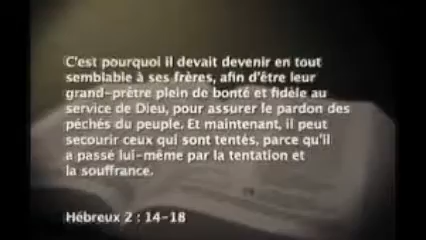 C'est pourquoi il devait devenir en tout
semblable à ses frères, afin d'être leur
grand-prêtre plein de bonté et fidèle au
service de Dieu, pour assurer le pardon des
péchés du peuple. Et maintenant, il peut
secourir ceux qui sont tentés, parce qu'il
a passé lui-même par la tentation et
la souffrance.
Hébreux 2 : 14-18